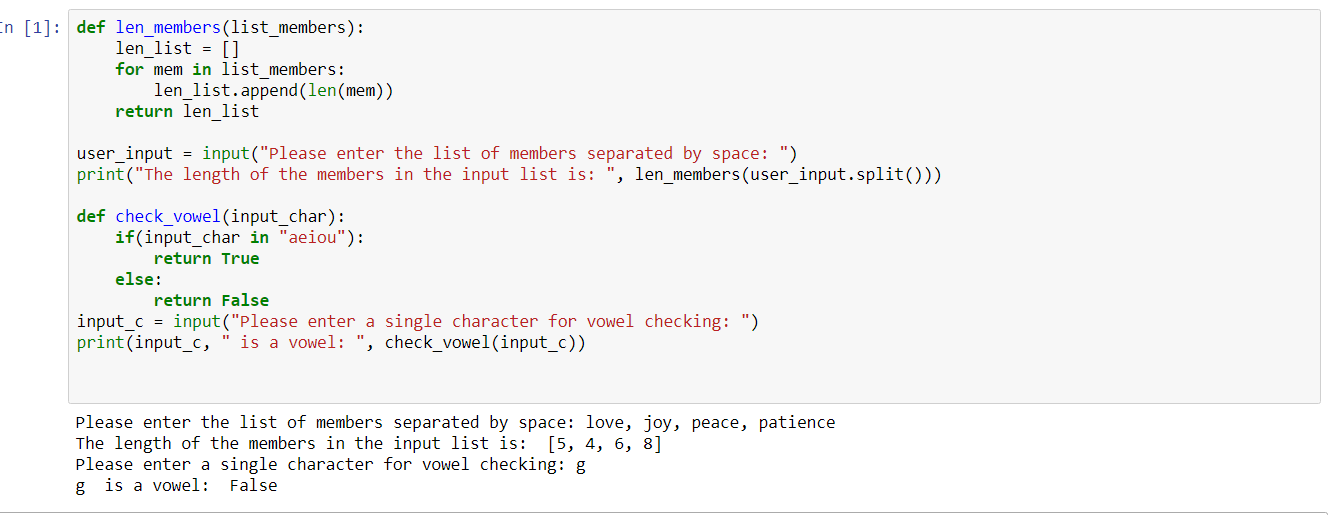 In [1]: def len_members(list_members):
    len_list = []
    for mem in list_members:
        len_list.append(len(mem))
    return len_list
user_input = input("Please enter the list of members separated by space: ")
print("The length of the members in the input list is: ", len_members(user_input.split()))
def check_vowel(input_char):
    if(input_char in "aeiou"):
        return True
    else:
        return False
input_c = input("Please enter a single character for vowel checking: ")
print(input_c, " is a vowel: ", check_vowel(input_c))
Please enter the list of members separated by space: love, joy, peace, patience
The length of the members in the input list is:  [5, 4, 6, 8]
Please enter a single character for vowel checking: g
g  is a vowel:  False